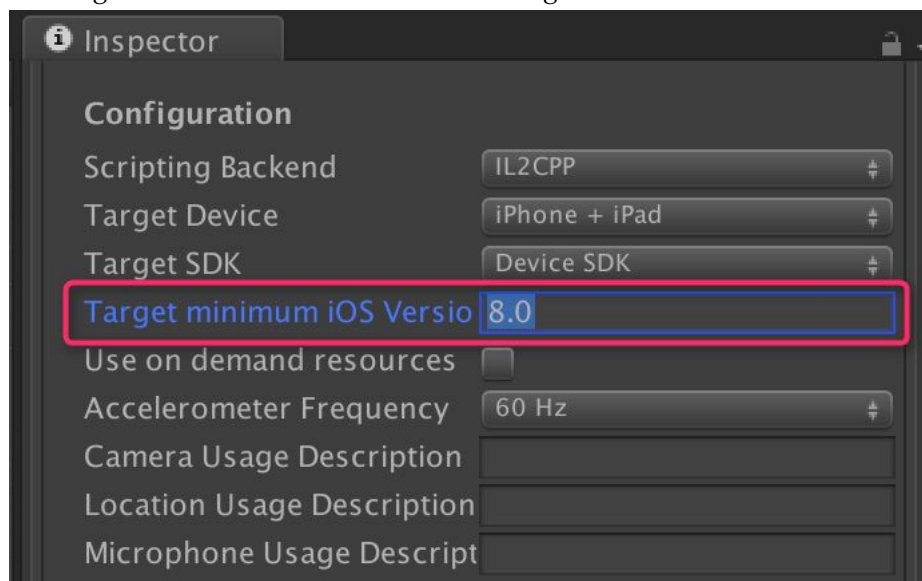 Inspector
Configuration
Scripting Backend IL2CPP
Target Device iPhone + iPad
Target SDK Device SDK
Target minimum iOS Versio 8.0
Use on demand resources
Accelerometer Frequency 60 Hz
Camera Usage Description
Location Usage Description
Microphone Usage Descript